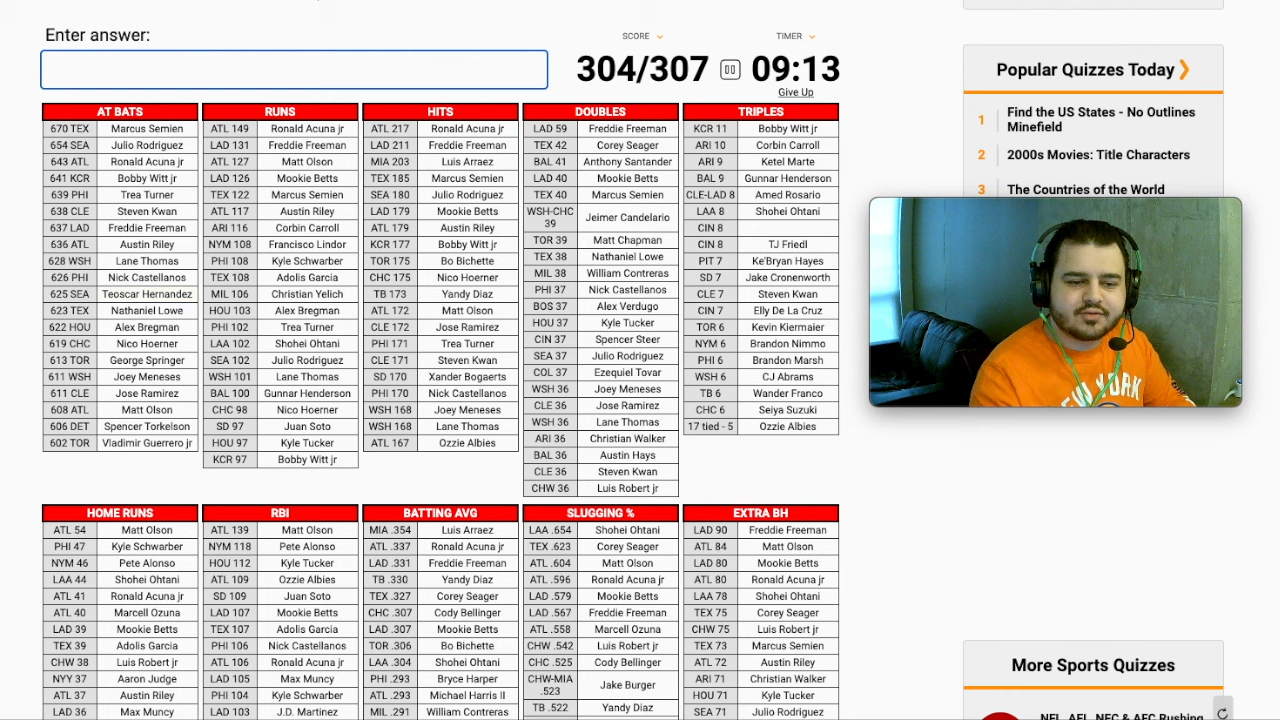 Enter answer:
SCORE
TIMER
304/307
09:13
Give Up
AT BATS
670 TEX Marcus Semien
654 SEA Julio Rodriguez
643 ATL Ronald Acuna jr
641 KCR Bobby Witt jr
639 PHI Trea Turner
638 CLE Steven Kwan
637 LAD Freddie Freeman
636 ATL Austin Riley
628 WSH Lane Thomas
626 PHI Nick Castellanos
625 SEA Teoscar Hernandez
623 TEX Nathaniel Lowe
622 HOU Alex Bregman
619 CHC Nico Hoerner
613 TOR George Springer
611 WSH Joey Meneses
611 CLE Jose Ramirez
608 ATL Matt Olson
606 DET Spencer Torkelson
602 TOR Vladimir Guerrero jr
RUNS
ATL 149 Ronald Acuna jr
LAD 131 Freddie Freeman
ATL 127 Matt Olson
LAD 126 Mookie Betts
TEX 122 Marcus Semien
ATL 117 Austin Riley
ARI 116 Corbin Carroll
NYM 108 Francisco Lindor
PHI 108 Kyle Schwarber
TEX 108 Adolis Garcia
MIL 106 Christian Yelich
HOU 103 Alex Bregman
PHI 102 Trea Turner
LAA 102 Shohei Ohtani
SEA 102 Julio Rodriguez
WSH 101 Lane Thomas
BAL 100 Gunnar Henderson
CHC 98 Nico Hoerner
SD 97 Juan Soto
HOU 97 Kyle Tucker
KCR 97 Bobby Witt jr
HITS
ATL 217 Ronald Acuna jr
LAD 211 Freddie Freeman
MIA 203 Luis Arraez
TEX 185 Marcus Semien
SEA 180 Julio Rodriguez
LAD 179 Mookie Betts
ATL 179 Austin Riley
KCR 177 Bobby Witt jr
TOR 175 Bo Bichette
CHC 175 Nico Hoerner
TB 173 Yandy Diaz
ATL 172 Matt Olson
CLE 172 Jose Ramirez
PHI 171 Trea Turner
CLE 171 Steven Kwan
SD 170 Xander Bogaerts
PHI 170 Nick Castellanos
WSH 168 Joey Meneses
WSH 168 Lane Thomas
ATL 167 Ozzie Albies
DOUBLES
LAD 59 Freddie Freeman
TEX 42 Corey Seager
BAL 41 Anthony Santander
LAD 40 Mookie Betts
TEX 40 Marcus Semien
WSH-CHC
39 Jeimer Candelario
TOR 39 Matt Chapman
TEX 38 Nathaniel Lowe
MIL 38 William Contreras
PHI 37 Nick Castellanos
BOS 37 Alex Verdugo
HOU 37 Kyle Tucker
CIN 37 Spencer Steer
SEA 37 Julio Rodriguez
COL 37 Ezequiel Tovar
WSH 36 Joey Meneses
CLE 36 Jose Ramirez
WSH 36 Lane Thomas
ARI 36 Christian Walker
BAL 36 Austin Hays
CLE 36 Steven Kwan
CHW 36 Luis Robert jr
TRIPLES
KCR 11 Bobby Witt jr
ARI 10 Corbin Carroll
ARI 9 Ketel Marte
BAL 9 Gunnar Henderson
CLE-LAD 8 Amed Rosario
LAA 8 Shohei Ohtani
CIN 8
CIN 8 TJ Friedl
PIT 7 Ke'Bryan Hayes
SD 7 Jake Cronenworth
CLE 7 Steven Kwan
CIN 7 Elly De La Cruz
TOR 6 Kevin Kiermaier
NYM 6 Brandon Nimmo
PHI 6 Brandon Marsh
WSH 6 CJ Abrams
TB 6 Wander Franco
CHC 6 Seiya Suzuki
17 tied - 5 Ozzie Albies
HOME RUNS
ATL 54 Matt Olson
PHI 47 Kyle Schwarber
NYM 46 Pete Alonso
LAA 44 Shohei Ohtani
ATL 41 Ronald Acuna jr
ATL 40 Marcell Ozuna
LAD 39 Mookie Betts
TEX 39 Adolis Garcia
CHW 38 Luis Robert jr
NYY 37 Aaron Judge
ATL 37 Austin Riley
LAD 36 Max Muncy
RBI
ATL 139 Matt Olson
NYM 118 Pete Alonso
HOU 112 Kyle Tucker
ATL 109 Ozzie Albies
SD 109 Juan Soto
LAD 107 Mookie Betts
TEX 107 Adolis Garcia
PHI 106 Nick Castellanos
ATL 106 Ronald Acuna jr
LAD 105 Max Muncy
PHI 104 Kyle Schwarber
LAD 103 J.D. Martinez
BATTING AVG
MIA .354 Luis Arraez
ATL .337 Ronald Acuna jr
LAD .331 Freddie Freeman
TB .330 Yandy Diaz
TEX .327 Corey Seager
CHC .307 Cody Bellinger
LAD .307 Mookie Betts
TOR .306 Bo Bichette
LAA .304 Shohei Ohtani
PHI .293 Bryce Harper
ATL .293 Michael Harris II
MIL .291 William Contreras
SLUGGING %
LAA .654 Shohei Ohtani
TEX .623 Corey Seager
ATL .604 Matt Olson
ATL .596 Ronald Acuna jr
LAD .579 Mookie Betts
LAD .567 Freddie Freeman
ATL .558 Marcell Ozuna
CHW .542 Luis Robert jr
CHC .525 Cody Bellinger
CHW-MIA
.523 Jake Burger
TB .522 Yandy Diaz
EXTRA BH
LAD 90 Freddie Freeman
ATL 84 Matt Olson
LAD 80 Mookie Betts
ATL 80 Ronald Acuna jr
LAA 78 Shohei Ohtani
TEX 75 Corey Seager
CHW 75 Luis Robert jr
TEX 73 Marcus Semien
ATL 72 Austin Riley
ARI 71 Christian Walker
HOU 71 Kyle Tucker
SEA 71 Julio Rodriguez
Popular Quizzes Today
1 Find the US States - No Outlines
Minefield
2 2000s Movies: Title Characters
3 The Countries of the World
NEW YORK
More Sports Quizzes
NFL, AFL, NFC & AFC Rushing